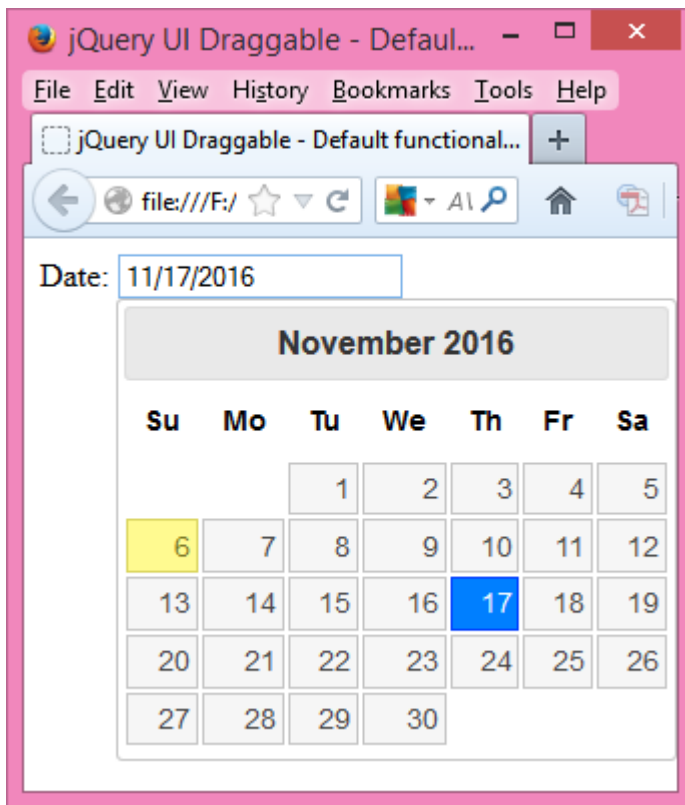 jQuery UI Draggable - Defaul...
File Edit View History Bookmarks Tools Help
jQuery UI Draggable - Default functional...
file:///F:/
Date: 11/17/2016
November 2016
Su Mo Tu We Th Fr Sa
1 2 3 4 5
6 7 8 9 10 11 12
13 14 15 16 17 18 19
20 21 22 23 24 25 26
27 28 29 30